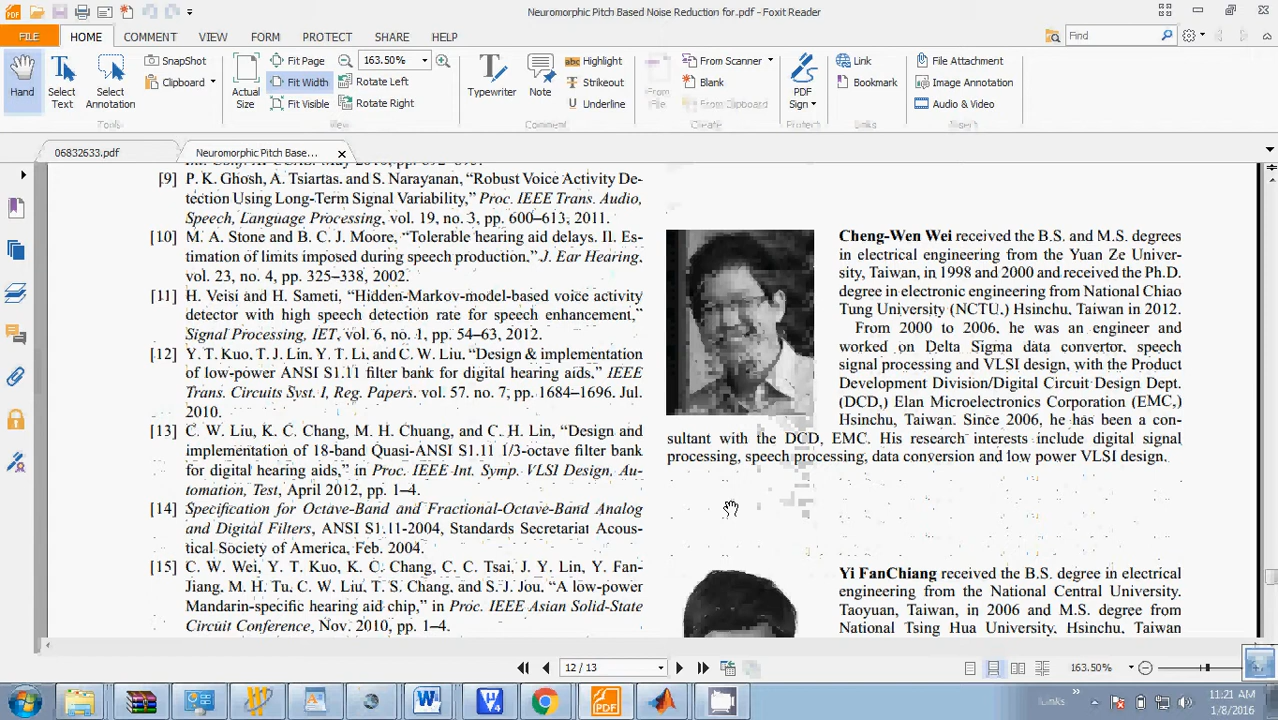 Neuromorphic Pitch Based Noise Reduction for.pdf - Foxit Reader
FILE HOME COMMENT VIEW FORM PROTECT SHARE HELP
Find
Hand
Select Text
Select Annotation
SnapShot
Clipboard
Tools
Actual Size
Fit Page
Fit Width
Fit Visible
163.50%
Rotate Left
Rotate Right
View
Typewriter
Note
Highlight
Strikeout
Underline
Comment
From File
From Scanner
Blank
From Clipboard
Create
PDF Sign
Protect
Link
Bookmark
Links
File Attachment
Image Annotation
Audio & Video
Insert
06832633.pdf
Neuromorphic Pitch Base...
[9] P. K. Ghosh, A. Tsiartas. and S. Narayanan, “Robust Voice Activity De-
tection Using Long-Term Signal Variability,” Proc. IEEE Trans. Audio,
Speech, Language Processing, vol. 19, no. 3, pp. 600–613, 2011.
[10] M. A. Stone and B. C. J. Moore, “Tolerable hearing aid delays. II. Es-
timation of limits imposed during speech production,” J. Ear Hearing,
vol. 23, no. 4, pp. 325–338, 2002.
[11] H. Veisi and H. Sameti, “Hidden-Markov-model-based voice activity
detector with high speech detection rate for speech enhancement,”
Signal Processing, IET, vol. 6, no. 1, pp. 54–63, 2012.
[12] Y. T. Kuo, T. J. Lin, Y. T. Li, and C. W. Liu, “Design & implementation
of low-power ANSI S1.11 filter bank for digital hearing aids,” IEEE
Trans. Circuits Syst. I, Reg. Papers. vol. 57. no. 7, pp. 1684–1696. Jul.
2010.
[13] C. W. Liu, K. C. Chang, M. H. Chuang, and C. H. Lin, “Design and
implementation of 18-band Quasi-ANSI S1.11 1/3-octave filter bank
for digital hearing aids,” in Proc. IEEE Int. Symp. VLSI Design, Au-
tomation, Test, April 2012, pp. 1–4.
[14] Specification for Octave-Band and Fractional-Octave-Band Analog
and Digital Filters, ANSI S1.11-2004, Standards Secretariat Acous-
tical Society of America, Feb. 2004.
[15] C. W. Wei, Y. T. Kuo, K. C. Chang, C. C. Tsai, J. Y. Lin, Y. Fan-
Jiang, M. H. Tu, C. W. Liu, T. S. Chang, and S. J. Jou, “A low-power
Mandarin-specific hearing aid chip,” in Proc. IEEE Asian Solid-State
Circuit Conference, Nov. 2010, pp. 1–4.
Cheng-Wen Wei received the B.S. and M.S. degrees
in electrical engineering from the Yuan Ze Univer-
sity, Taiwan, in 1998 and 2000 and received the Ph.D.
degree in electronic engineering from National Chiao
Tung University (NCTU,) Hsinchu, Taiwan in 2012.
From 2000 to 2006, he was an engineer and
worked on Delta Sigma data convertor, speech
signal processing and VLSI design, with the Product
Development Division/Digital Circuit Design Dept.
(DCD,) Elan Microelectronics Corporation (EMC,)
Hsinchu, Taiwan. Since 2006, he has been a con-
sultant with the DCD, EMC. His research interests include digital signal
processing, speech processing, data conversion and low power VLSI design.
Yi FanChiang received the B.S. degree in electrical
engineering from the National Central University.
Taoyuan, Taiwan, in 2006 and M.S. degree from
National Tsing Hua University, Hsinchu, Taiwan
12 / 13
163.50%
Links
11:21 AM
1/8/2016